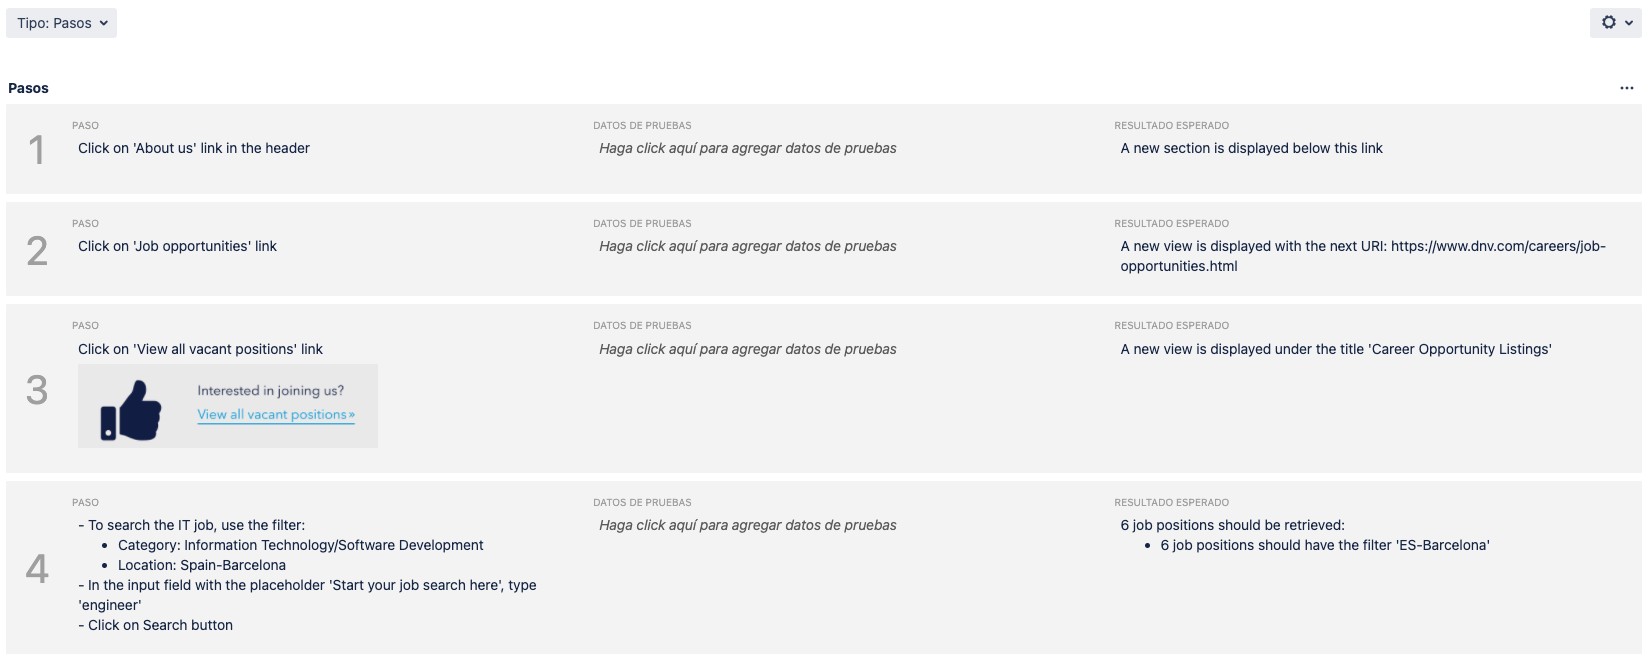 Tipo: Pasos
Pasos
1
PASO
Click on 'About us' link in the header
DATOS DE PRUEBAS
Haga click aquí para agregar datos de pruebas
RESULTADO ESPERADO
A new section is displayed below this link
2
PASO
Click on 'Job opportunities' link
DATOS DE PRUEBAS
Haga click aquí para agregar datos de pruebas
RESULTADO ESPERADO
A new view is displayed with the next URI: https://www.dnv.com/careers/job-
opportunities.html
3
PASO
Click on 'View all vacant positions' link
Interested in joining us?
View all vacant positions»
DATOS DE PRUEBAS
Haga click aquí para agregar datos de pruebas
RESULTADO ESPERADO
A new view is displayed under the title 'Career Opportunity Listings'
4
PASO
- To search the IT job, use the filter:
• Category: Information Technology/Software Development
• Location: Spain-Barcelona
- In the input field with the placeholder 'Start your job search here', type
'engineer'
- Click on Search button
DATOS DE PRUEBAS
Haga click aquí para agregar datos de pruebas
RESULTADO ESPERADO
6 job positions should be retrieved:
• 6 job positions should have the filter 'ES-Barcelona'